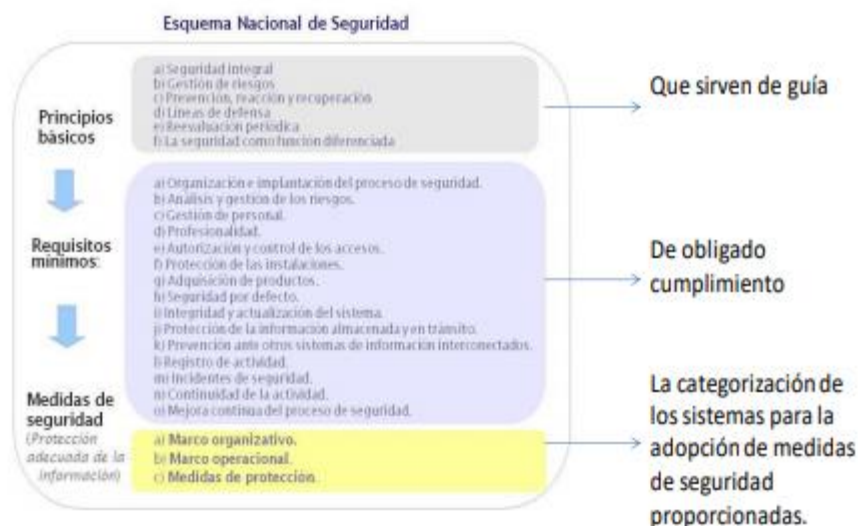 Esquema Nacional de Seguridad
Principios
básicos
a) Seguridad integral
b) Gestión de riesgos
c) Prevención, reacción y recuperación
d) Líneas de defensa
e) Reevaluación periódica
f) La seguridad como función diferenciada
Que sirven de guía
Requisitos
mínimos:
a) Organización e implantación del proceso de seguridad.
b) Análisis y gestión de los riesgos.
c) Gestión de personal.
d) Profesionalidad.
e) Autorización y control de los accesos.
f) Protección de las instalaciones.
g) Adquisición de productos.
h) Seguridad por defecto.
i) Integridad y actualización del sistema.
j) Protección de la información almacenada y en tránsito.
k) Prevención ante otros sistemas de información interconectados.
l) Registro de actividad.
m) Incidentes de seguridad.
n) Continuidad de la actividad.
o) Mejora continua del proceso de seguridad.
De obligado
cumplimiento
Medidas de
seguridad
(Protección
adecuada de la
información)
a) Marco organizativo.
b) Marco operacional.
c) Medidas de protección.
La categorización de
los sistemas para la
adopción de medidas
de seguridad
proporcionadas.